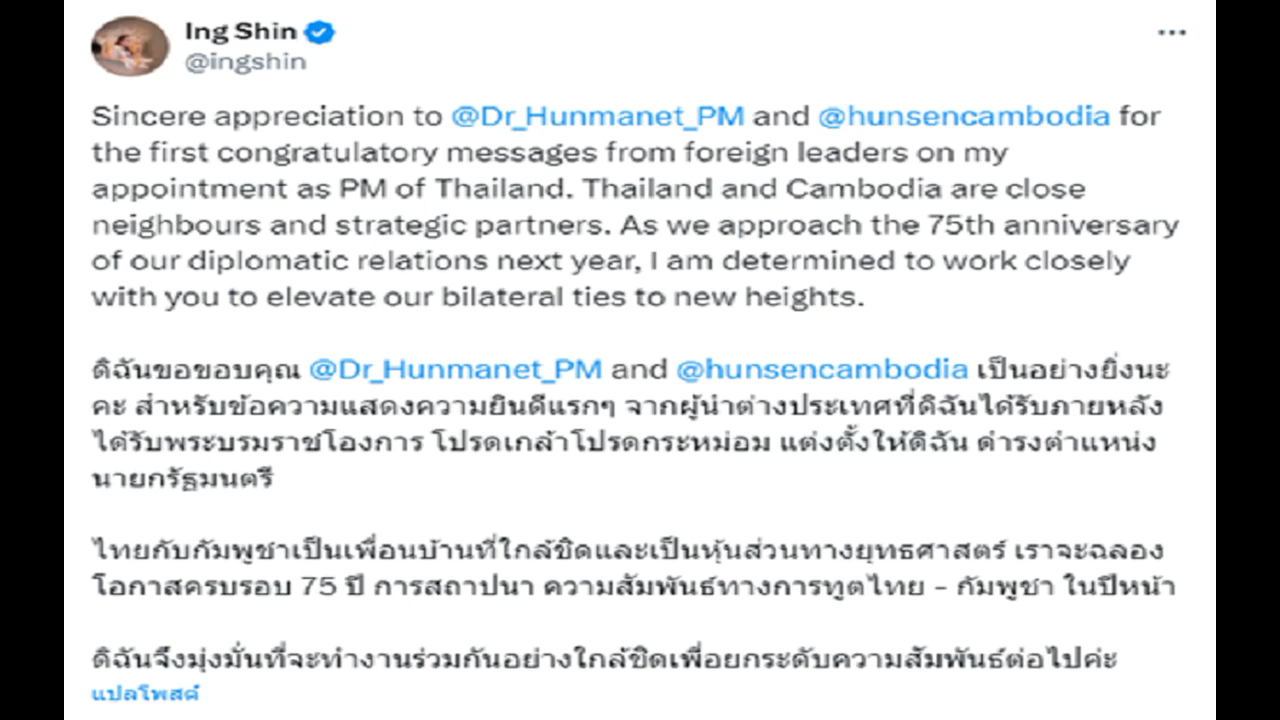 Ing Shin
@ingshin
Sincere appreciation to @Dr_Hunmanet_PM and @hunsencambodia for
the first congratulatory messages from foreign leaders on my
appointment as PM of Thailand. Thailand and Cambodia are close
neighbours and strategic partners. As we approach the 75th anniversary
of our diplomatic relations next year, I am determined to work closely
with you to elevate our bilateral ties to new heights.
ดิฉันขอขอบคุณ @Dr_Hunmanet_PM and @hunsencambodia เป็นอย่างยิ่งนะ
คะ สำหรับข้อความแสดงความยินดีแรกๆ จากผู้นำต่างประเทศที่ดิฉันได้รับภายหลัง
ได้รับพระบรมราชโองการ โปรดเกล้าโปรดกระหม่อม แต่งตั้งให้ดิฉัน ดำรงตำแหน่ง
นายกรัฐมนตรี
ไทยกับกัมพูชาเป็นเพื่อนบ้านที่ใกล้ชิดและเป็นหุ้นส่วนทางยุทธศาสตร์ เราจะฉลอง
โอกาสครบรอบ 75 ปี การสถาปนา ความสัมพันธ์ทางการทูตไทย – กัมพูชา ในปีหน้า
ดิฉันจึงมุ่งมั่นที่จะทำงานร่วมกันอย่างใกล้ชิดเพื่อยกระดับความสัมพันธ์ต่อไปค่ะ
แปลโพสต์